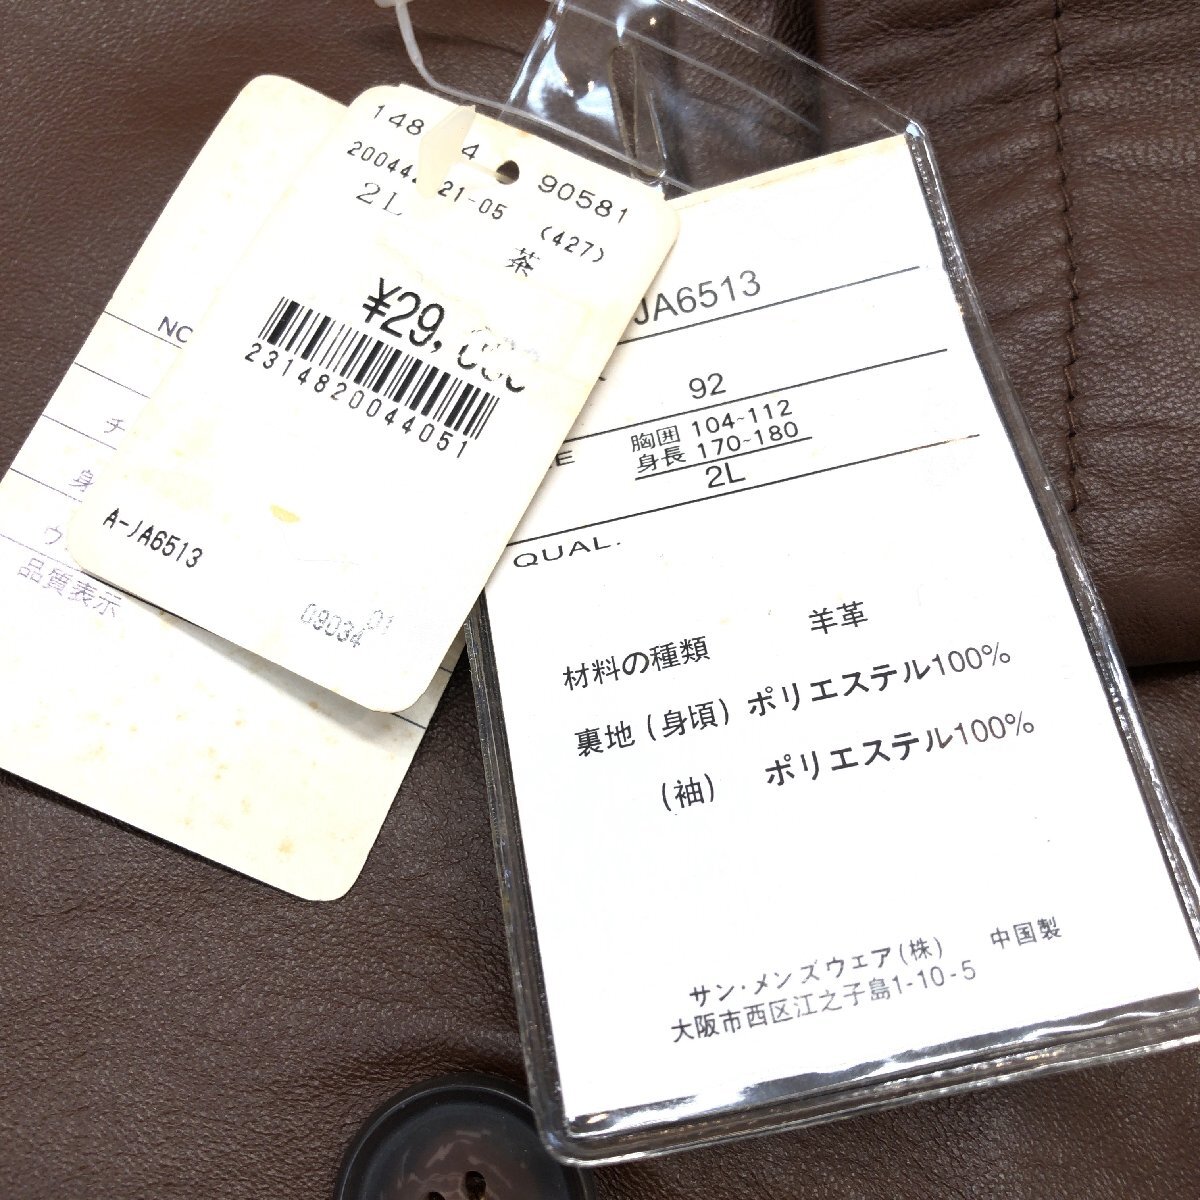 148 4 90581
20044 21-05 (427)
2L 茶
¥29,
2314820044051
A-JA6513
09034 01
NO
チ
身
ウ
品質表示
JA6513
92
胸囲 104~112
身長 170~180
E
2L
QUAL.
材料の種類 羊革
裏地(身頃) ポリエステル100%
(袖) ポリエステル100%
サン・メンズウェア(株) 中国製
大阪市西区江之子島1-10-5